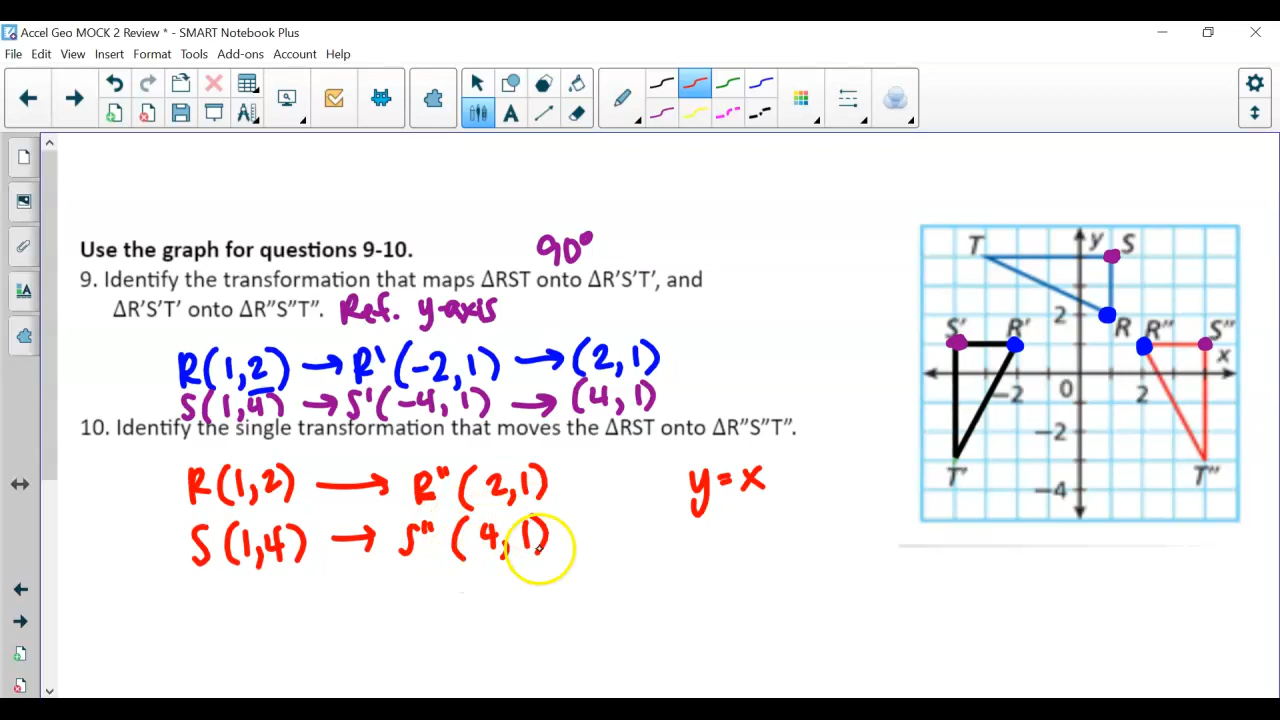 Accel Geo MOCK 2 Review * - SMART Notebook Plus
File Edit View Insert Format Tools Add-ons Account Help
Use the graph for questions 9-10.
90°
9. Identify the transformation that maps ΔRST onto ΔR'S'T', and
ΔR'S'T' onto ΔR"S"T". Ref. y-axis
R(1,2) → R'(-2,1) → (2,1)
S(1,4) → S'(-4,1) → (4,1)
10. Identify the single transformation that moves the ΔRST onto ΔR"S"T".
R(1,2) → R"(2,1) y=x
S(1,4) → S"(4,1)
T y S
2 R
S' R' R" S"
x
-2 0 2
-2
T' T"
-4